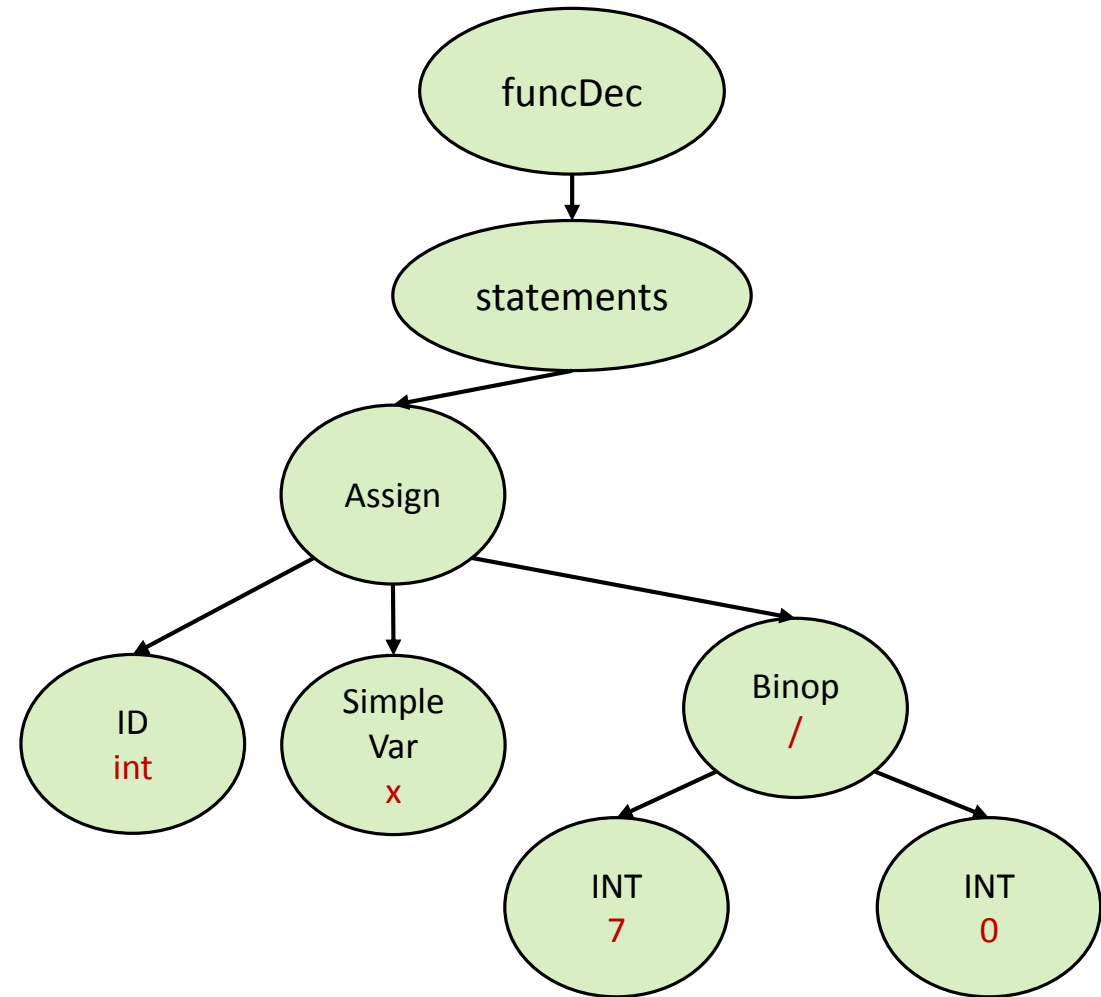 funcDec
statements
Assign
ID
int
Simple
Var
x
Binop
/
INT
7
INT
0